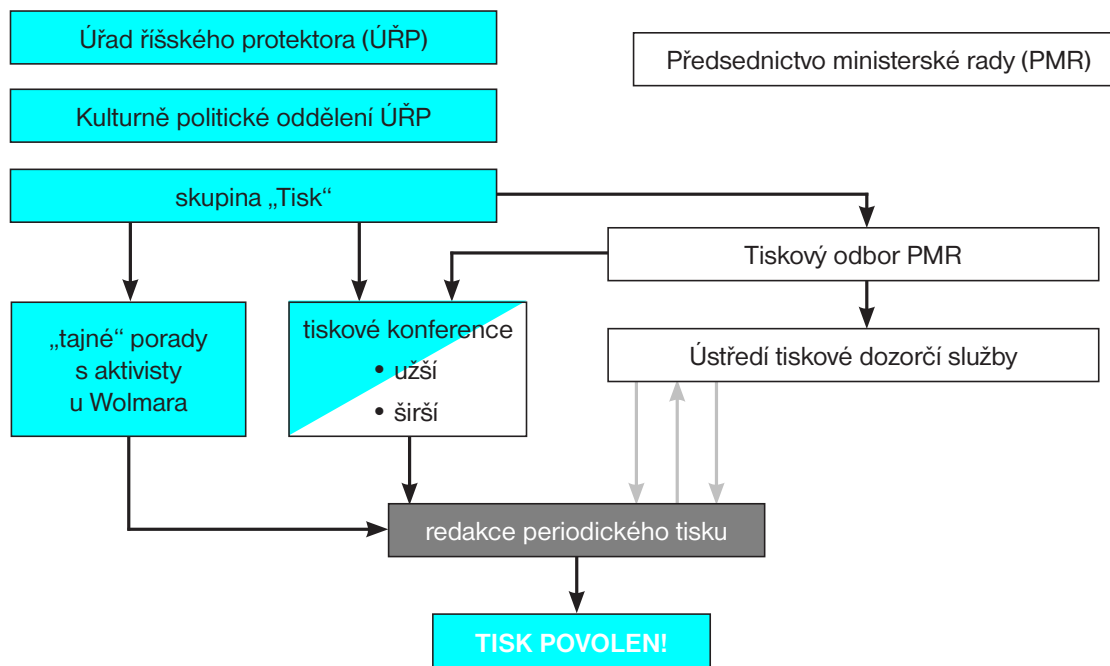 Úřad říšského protektora (ÚŘP)
Předsednictvo ministerské rady (PMR)
Kulturně politické oddělení ÚŘP
skupina „Tisk“
Tiskový odbor PMR
„tajné“ porady
s aktivisty
u Wolmara
tiskové konference
• užší
• širší
Ústředí tiskové dozorčí služby
redakce periodického tisku
TISK POVOLEN!